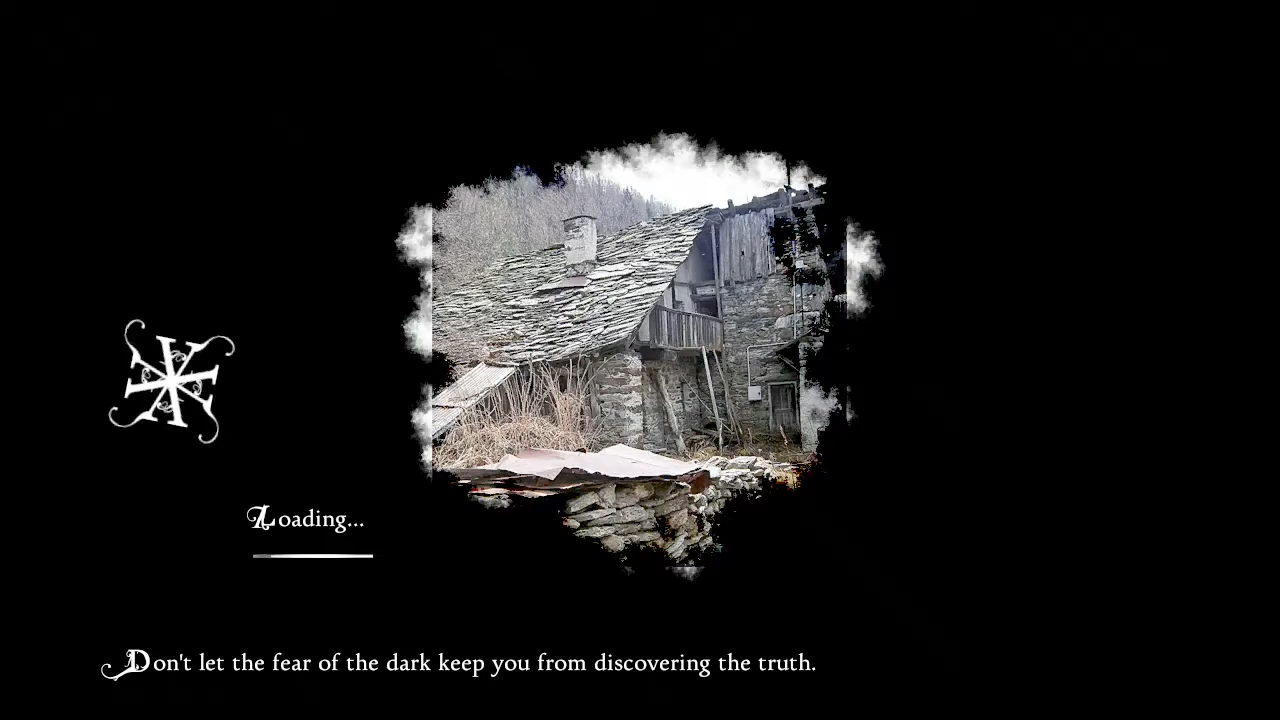 Loading...
Don't let the fear of the dark keep you from discovering the truth.